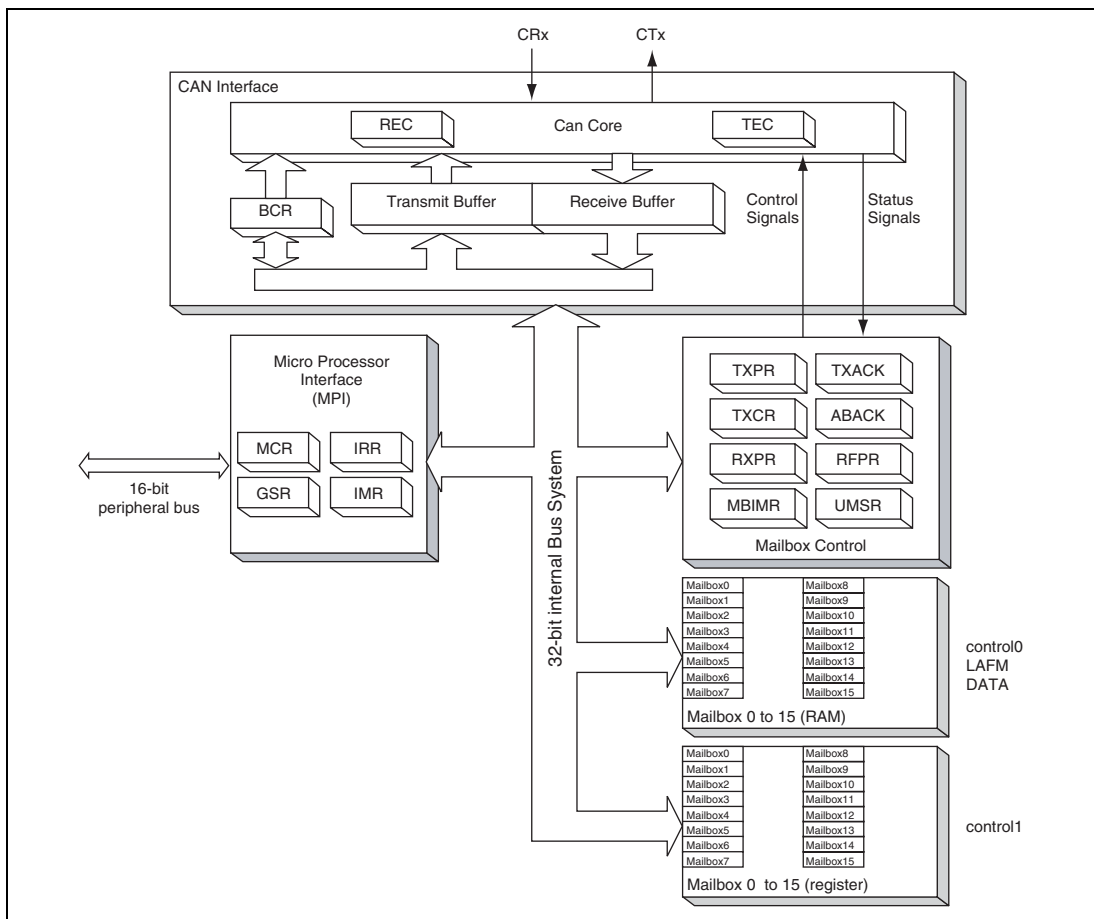 CRx
CTx
CAN Interface
REC
Can Core
TEC
BCR
Transmit Buffer
Receive Buffer
Control
Signals
Status
Signals
Micro Processor
Interface
(MPI)
MCR
IRR
GSR
IMR
16-bit
peripheral bus
32-bit internal Bus System
TXPR
TXACK
TXCR
ABACK
RXPR
RFPR
MBIMR
UMSR
Mailbox Control
Mailbox0
Mailbox1
Mailbox2
Mailbox3
Mailbox4
Mailbox5
Mailbox6
Mailbox7
Mailbox8
Mailbox9
Mailbox10
Mailbox11
Mailbox12
Mailbox13
Mailbox14
Mailbox15
Mailbox 0 to 15 (RAM)
control0
LAFM
DATA
Mailbox0
Mailbox1
Mailbox2
Mailbox3
Mailbox4
Mailbox5
Mailbox6
Mailbox7
Mailbox8
Mailbox9
Mailbox10
Mailbox11
Mailbox12
Mailbox13
Mailbox14
Mailbox15
Mailbox 0 to 15 (register)
control1